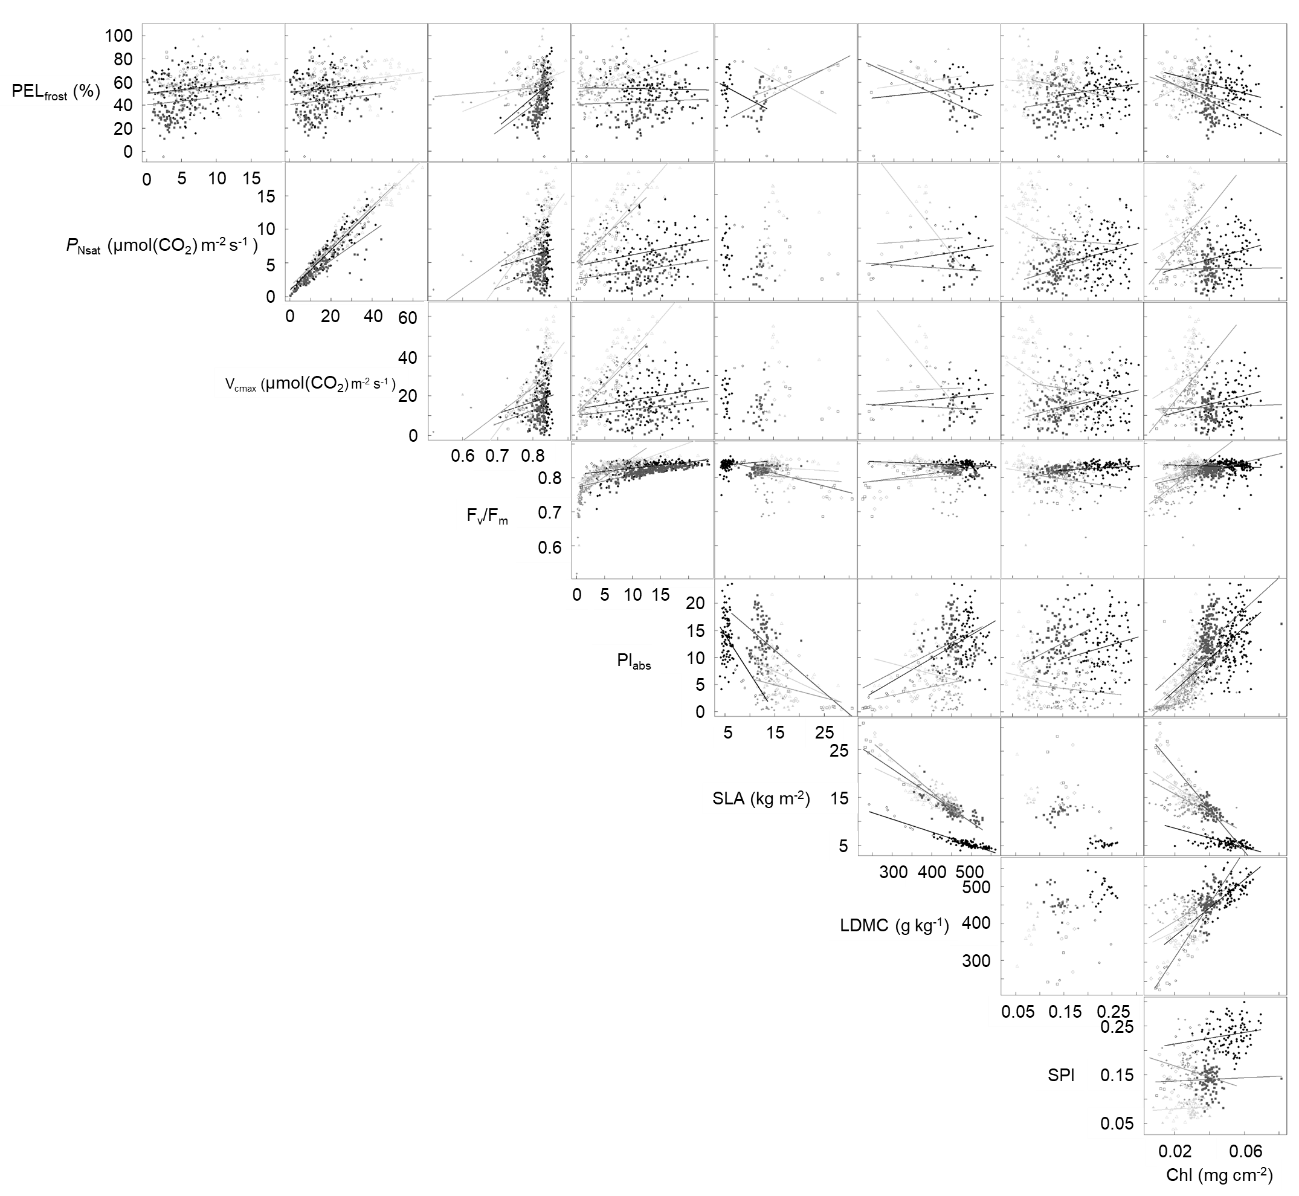 100
80
60
40
20
0
PELfrost (%)
0 5 10 15
15
10
5
0
PNsat (µmol(CO2) m-2 s-1 )
0 20 40
60
40
20
0
Vcmax (µmol(CO2) m-2 s-1 )
0.6 0.7 0.8
0.8
0.7
0.6
Fv/Fm
0 5 10 15
20
15
10
5
0
PIabs
5 15 25
25
15
5
SLA (kg m-2)
300 400 500
500
400
300
LDMC (g kg-1)
0.05 0.15 0.25
0.25
0.15
0.05
SPI
0.02 0.06
Chl (mg cm-2)